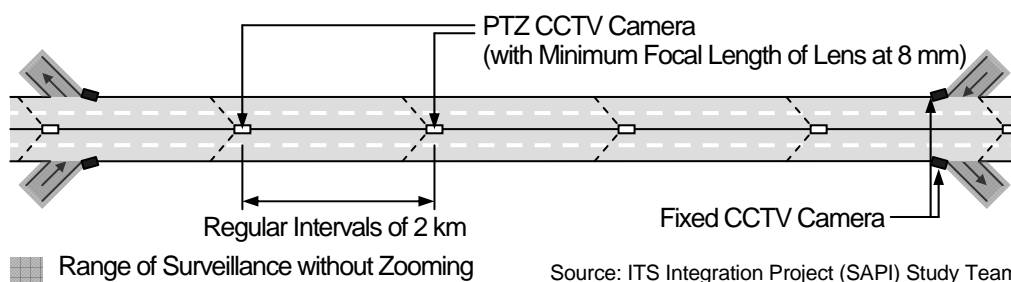 PTZ CCTV Camera
(with Minimum Focal Length of Lens at 8 mm)
Regular Intervals of 2 km
Fixed CCTV Camera
Range of Surveillance without Zooming
Source: ITS Integration Project (SAPI) Study Team